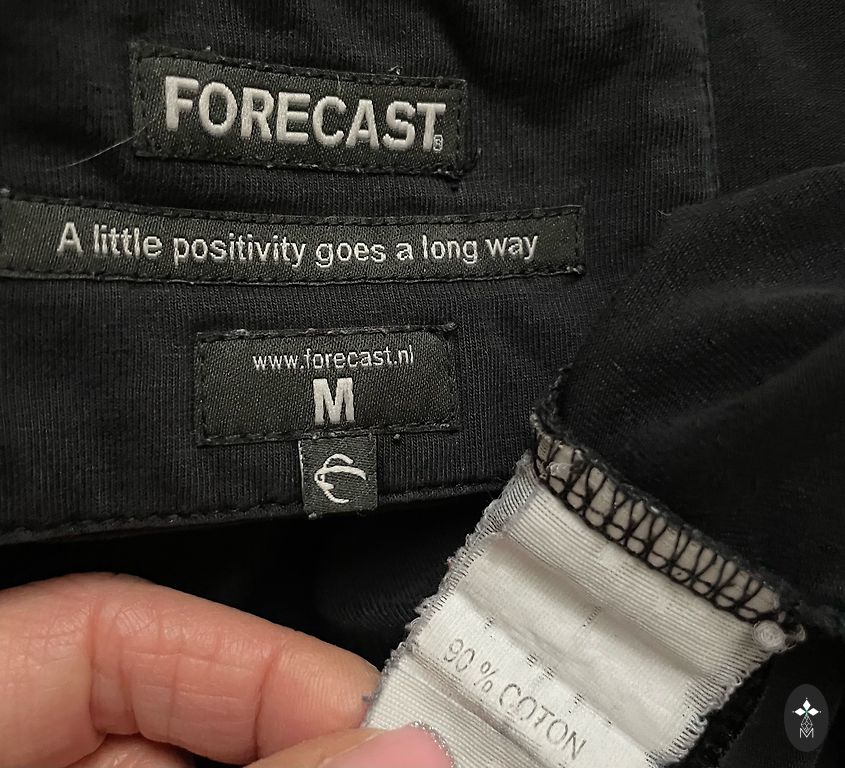 FORECAST®
A little positivity goes a long way
www.forecast.nl
M
90 % COTON
M